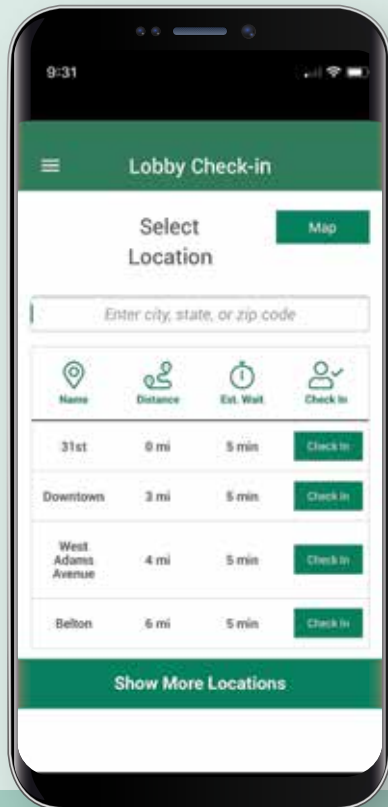 9:31
Lobby Check-in
Select
Location
Map
Enter city, state, or zip code
Name Distance Est. Wait Check In
31st 0 mi 5 min Check In
Downtown 3 mi 5 min Check In
West
Adams
Avenue
4 mi 5 min Check In
Belton 6 mi 5 min Check In
Show More Locations